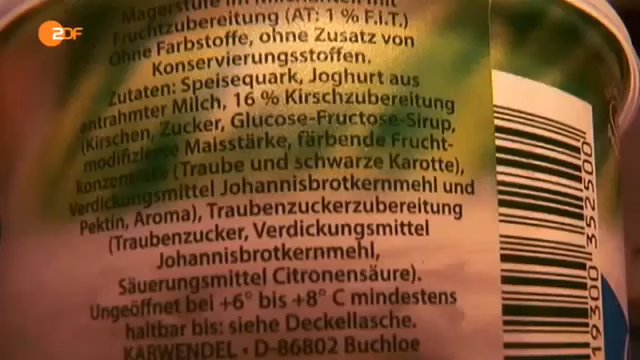 ZDF
Magerstufe im mit
Fruchtzubereitung (AT: 1 % F.i.T.)
Ohne Farbstoffe, ohne Zusatz von
Konservierungsstoffen.
Zutaten: Speisequark, Joghurt aus
entrahmter Milch, 16 % Kirschzubereitung
(Kirschen, Zucker, Glucose-Fructose-Sirup,
modifizierte Maisstärke, färbende Frucht-
konzentrate (Traube und schwarze Karotte),
Verdickungsmittel Johannisbrotkernmehl und
Pektin, Aroma), Traubenzuckerzubereitung
(Traubenzucker, Verdickungsmittel
Johannisbrotkernmehl,
Säuerungsmittel Citronensäure).
Ungeöffnet bei +6° bis +8° C mindestens
haltbar bis: siehe Deckellasche.
KARWENDEL • D-86802 Buchloe
19300 352500